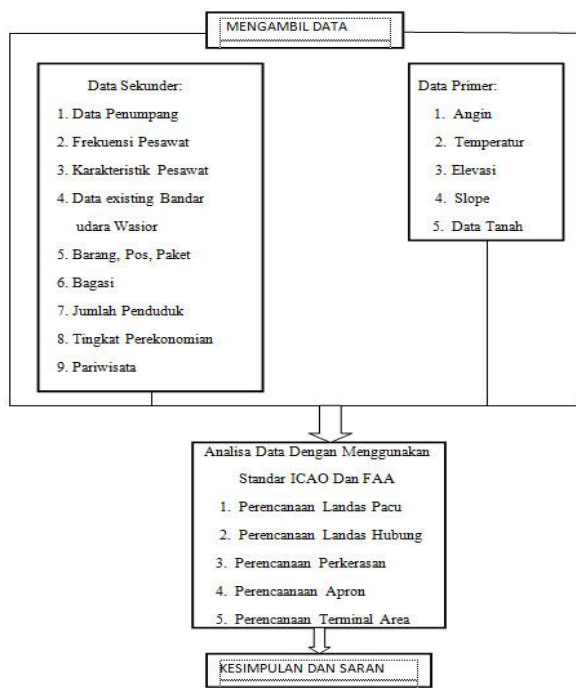 MENGAMBIL DATA
Data Sekunder:
1. Data Penumpang
2. Frekuensi Pesawat
3. Karakteristik Pesawat
4. Data existing Bandar
udara Wasior
5. Barang, Pos, Paket
6. Bagasi
7. Jumlah Penduduk
8. Tingkat Perekonomian
9. Pariwisata
Data Primer:
1. Angin
2. Temperatur
3. Elevasi
4. Slope
5. Data Tanah
Analisa Data Dengan Menggunakan
Standar ICAO Dan FAA
1. Perencanaan Landas Pacu
2. Perencanaan Landas Hubung
3. Perencanaan Perkerasan
4. Perencaanaan Apron
5. Perencanaan Terminal Area
KESIMPULAN DAN SARAN